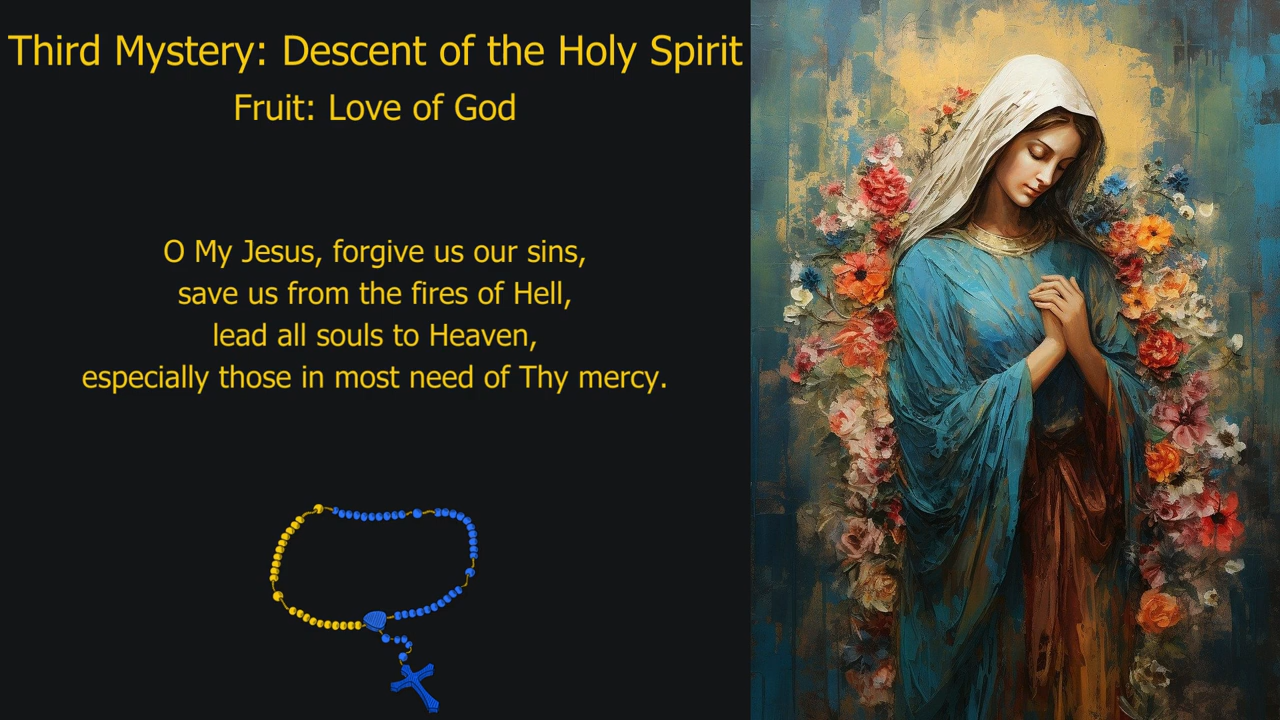 Third Mystery: Descent of the Holy Spirit
Fruit: Love of God
O My Jesus, forgive us our sins,
save us from the fires of Hell,
lead all souls to Heaven,
especially those in most need of Thy mercy.